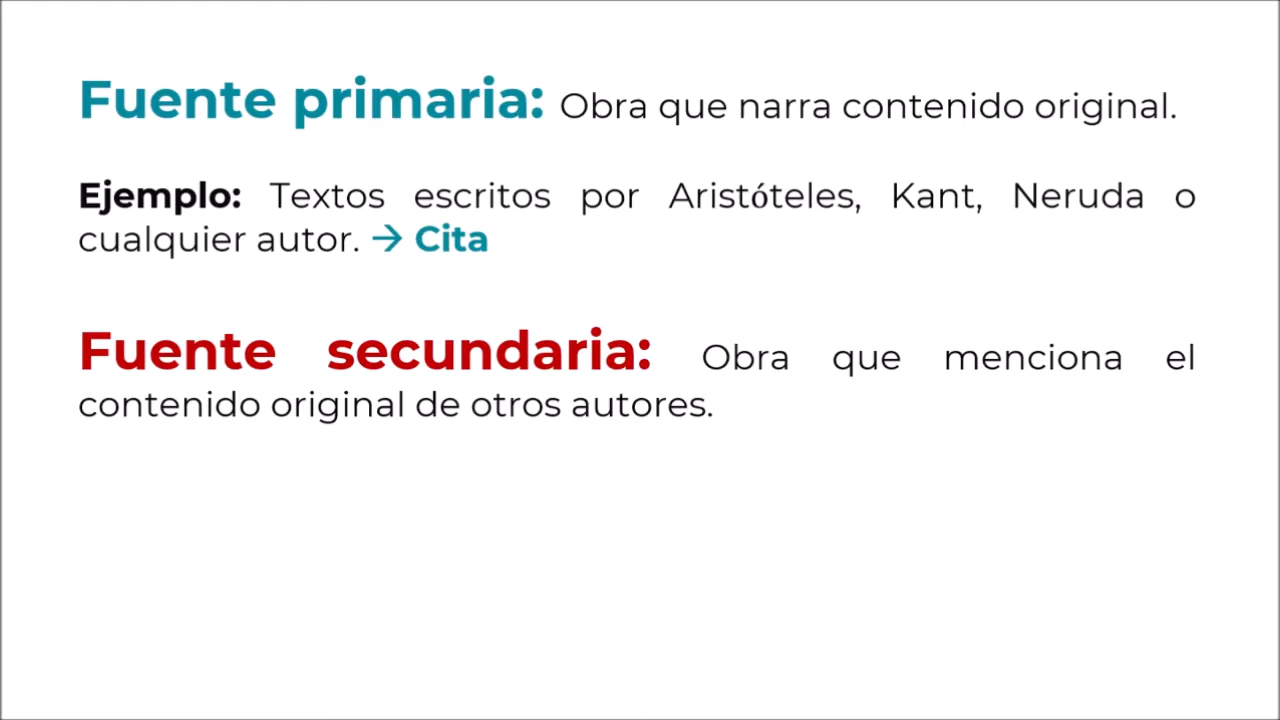 Fuente primaria: Obra que narra contenido original.
Ejemplo: Textos escritos por Aristóteles, Kant, Neruda o
cualquier autor. → Cita
Fuente secundaria: Obra que menciona el
contenido original de otros autores.